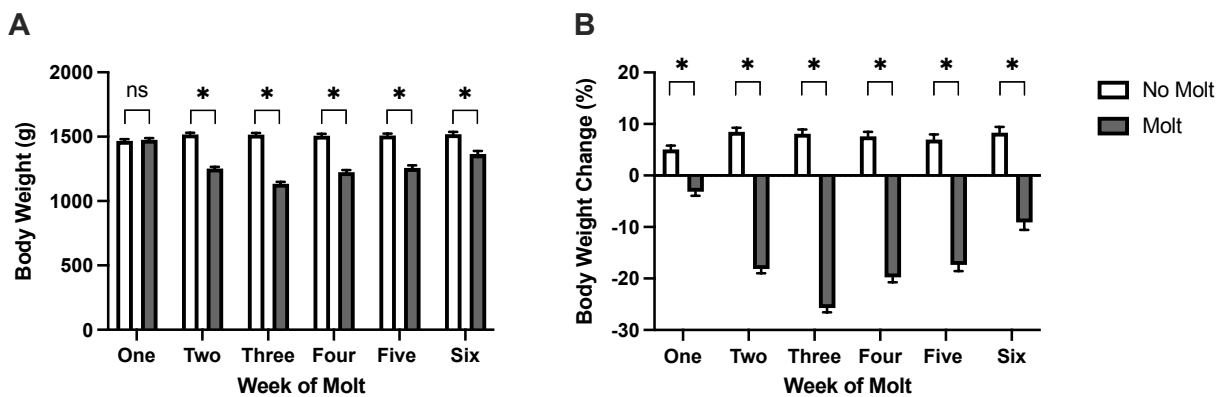 A
Body Weight (g)
2000
1500
1000
500
0
ns
*
*
*
*
*
One Two Three Four Five Six
Week of Molt
B
Body Weight Change (%)
20
10
0
-10
-20
-30
*
*
*
*
*
*
One Two Three Four Five Six
Week of Molt
No Molt
Molt